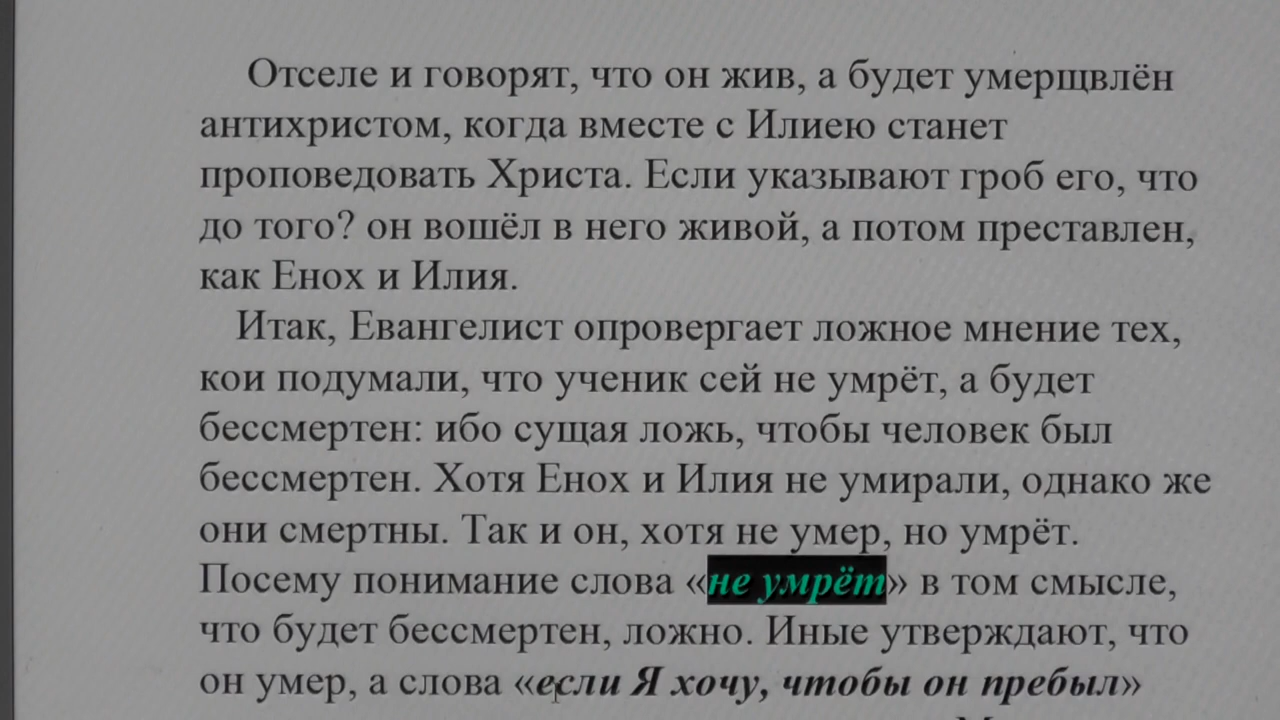 Отселе и говорят, что он жив, а будет умерщвлён
антихристом, когда вместе с Илиею станет
проповедовать Христа. Если указывают гроб его, что
до того? он вошёл в него живой, а потом преставлен,
как Енох и Илия.
Итак, Евангелист опровергает ложное мнение тех,
кои подумали, что ученик сей не умрёт, а будет
бессмертен: ибо сущая ложь, чтобы человек был
бессмертен. Хотя Енох и Илия не умирали, однако же
они смертны. Так и он, хотя не умер, но умрёт.
Посему понимание слова «не умрёт» в том смысле,
что будет бессмертен, ложно. Иные утверждают, что
он умер, а слова «если Я хочу, чтобы он пребыл»